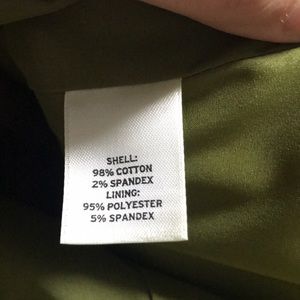 SHELL:
98% COTTON
2% SPANDEX
LINING:
95% POLYESTER
5% SPANDEX